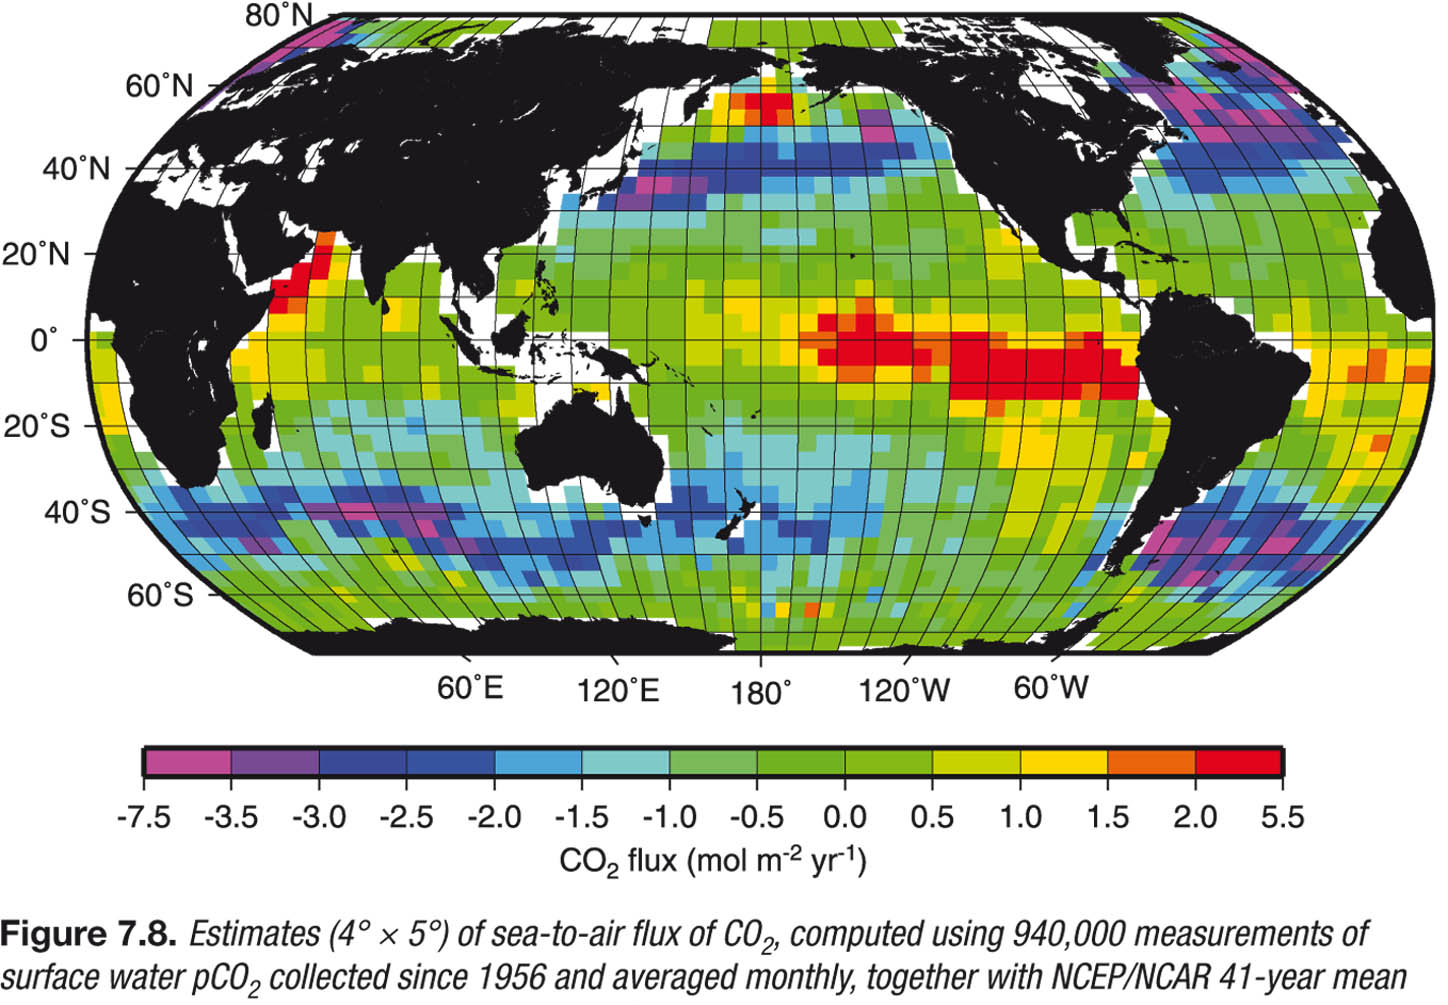 80˚N
60˚N
40˚N
20˚N
0˚
20˚S
40˚S
60˚S
60˚E 120˚E 180˚ 120˚W 60˚W
-7.5 -3.5 -3.0 -2.5 -2.0 -1.5 -1.0 -0.5 0.0 0.5 1.0 1.5 2.0 5.5
CO₂ flux (mol m⁻² yr⁻¹)
Figure 7.8. Estimates (4° × 5°) of sea-to-air flux of CO₂, computed using 940,000 measurements of
surface water pCO₂ collected since 1956 and averaged monthly, together with NCEP/NCAR 41-year mean